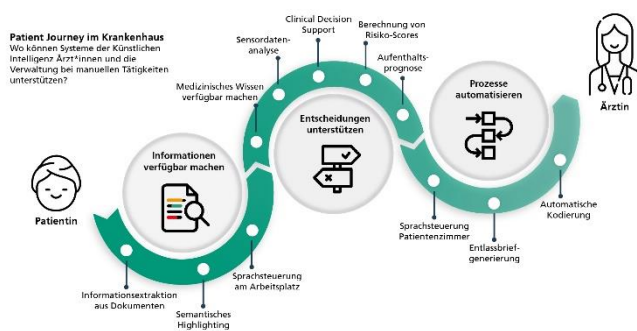 Patient Journey im Krankenhaus
Wo können Systeme der Künstlichen
Intelligenz Ärzt*innen und die
Verwaltung bei manuellen Tätigkeiten
unterstützen?
Patientin
Informationen
verfügbar machen
Informationsextraktion
aus Dokumenten
Semantisches
Highlighting
Sprachsteuerung
am Arbeitsplatz
Medizinisches Wissen
verfügbar machen
Sensordaten-
analyse
Clinical Decision
Support
Berechnung von
Risiko-Scores
Aufenthalts-
prognose
Entscheidungen
unterstützen
Prozesse
automatisieren
Sprachsteuerung
Patientenzimmer
Entlassbrief-
generierung
Automatische
Kodierung
Ärztin